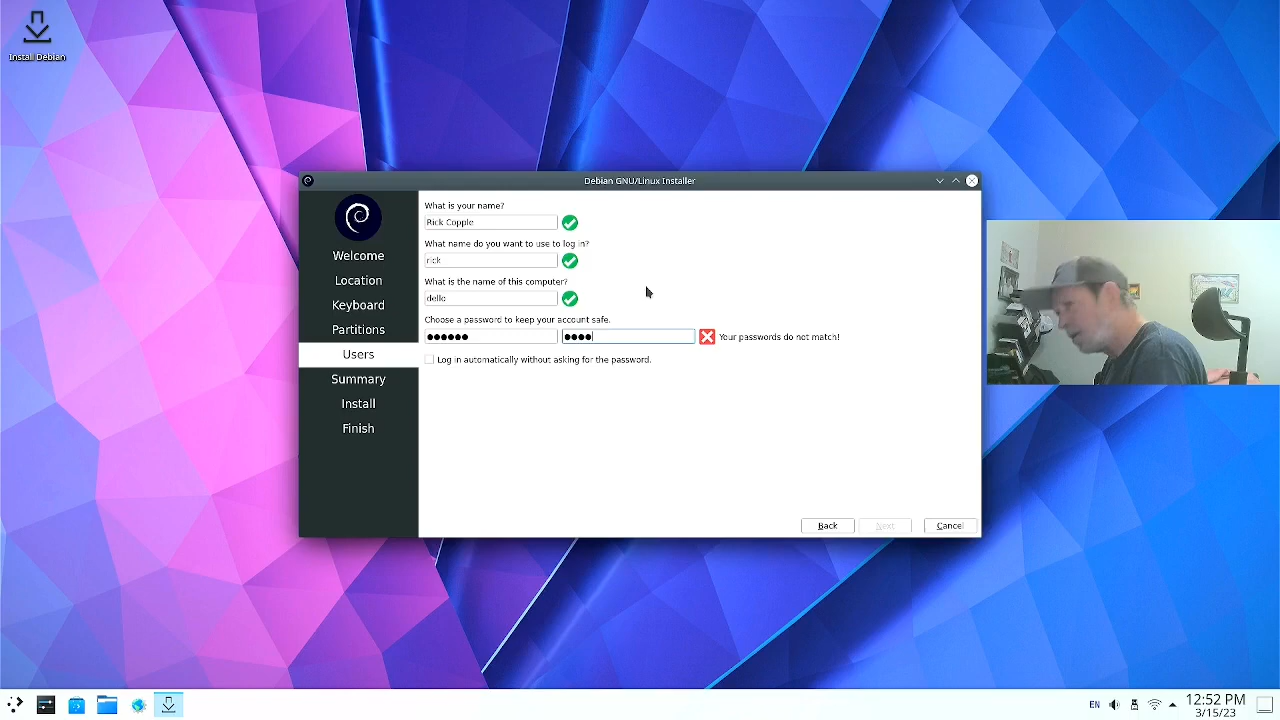 Install Debian
Debian GNU/Linux Installer
Welcome
Location
Keyboard
Partitions
Users
Summary
Install
Finish
What is your name?
Rick Copple
What name do you want to use to log in?
rick
What is the name of this computer?
dello
Choose a password to keep your account safe.
Your passwords do not match!
Log in automatically without asking for the password.
Back Next Cancel
EN
12:52 PM
3/15/23